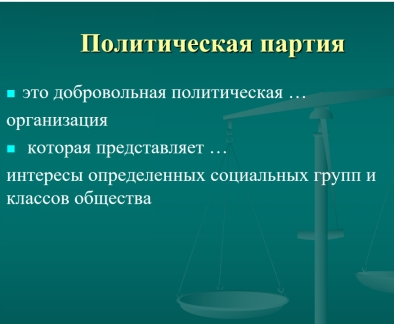 Политическая партия
это добровольная политическая …
организация
которая представляет …
интересы определенных социальных групп и
классов общества